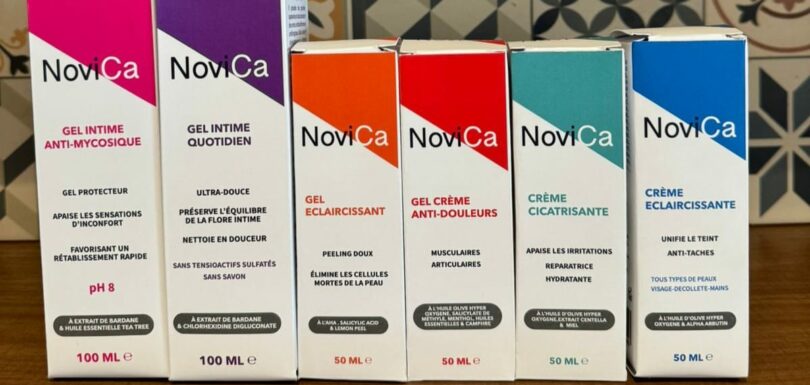 NoviCa
GEL INTIME
ANTI-MYCOSIQUE
GEL PROTECTEUR
APAISE LES SENSATIONS
D'INCONFORT
FAVORISANT UN
RÉTABLISSEMENT RAPIDE
pH 8
À EXTRAIT DE BARDANE
& HUILE ESSENTIELLE TEA TREE
100 ML ℮
NoviCa
GEL INTIME
QUOTIDIEN
ULTRA-DOUCE
PRÉSERVE L'ÉQUILIBRE
DE LA FLORE INTIME
NETTOIE EN DOUCEUR
SANS TENSIOACTIFS SULFATÉS
SANS SAVON
À EXTRAIT DE BARDANE
& CHLORHEXIDINE DIGLUCONATE
100 ML ℮
NoviCa
GEL
ECLAIRCISSANT
PEELING DOUX
ÉLIMINE LES CELLULES
MORTES DE LA PEAU
À L'AHA . SALICYLIC ACID
& LEMON PEEL
50 ML ℮
NoviCa
GEL CRÈME
ANTI-DOULEURS
MUSCULAIRES
ARTICULAIRES
À L'HUILE OLIVE HYPER
OXYGENE, SALICYLATE DE
METHYLE, MENTHOL, HUILES
ESSENTIELLES & CAMPHRE
50 ML ℮
NoviCa
CRÈME
CICATRISANTE
APAISE LES IRRITATIONS
REPARATRICE
HYDRATANTE
À L'HUILE D'OLIVE HYPER
OXYGENE,EXTRAIT CENTELLA
& MIEL
50 ML ℮
NoviCa
CRÈME
ECLAIRCISSANTE
UNIFIE LE TEINT
ANTI-TACHES
TOUS TYPES DE PEAUX
VISAGE-DECOLLETE-MAINS
À L'HUILE D'OLIVE HYPER
OXYGENE & ALPHA ARBUTIN
50 ML ℮